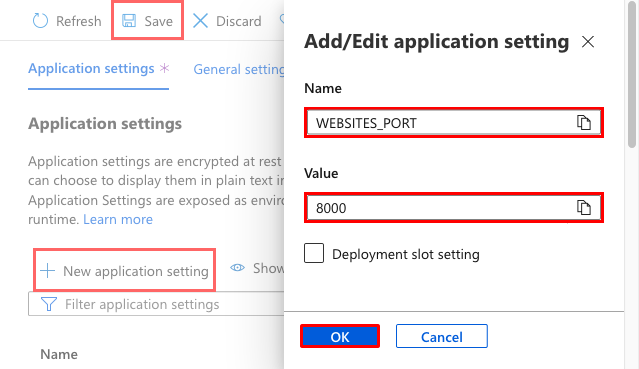 Refresh
Save
Discard
Application settings *
General setting
Application settings
Application settings are encrypted at rest
can choose to display them in plain text in
Application Settings are exposed as enviro
runtime. Learn more
New application setting
Show
Filter application settings
Name
Add/Edit application setting
Name
WEBSITES_PORT
Value
8000
Deployment slot setting
OK
Cancel